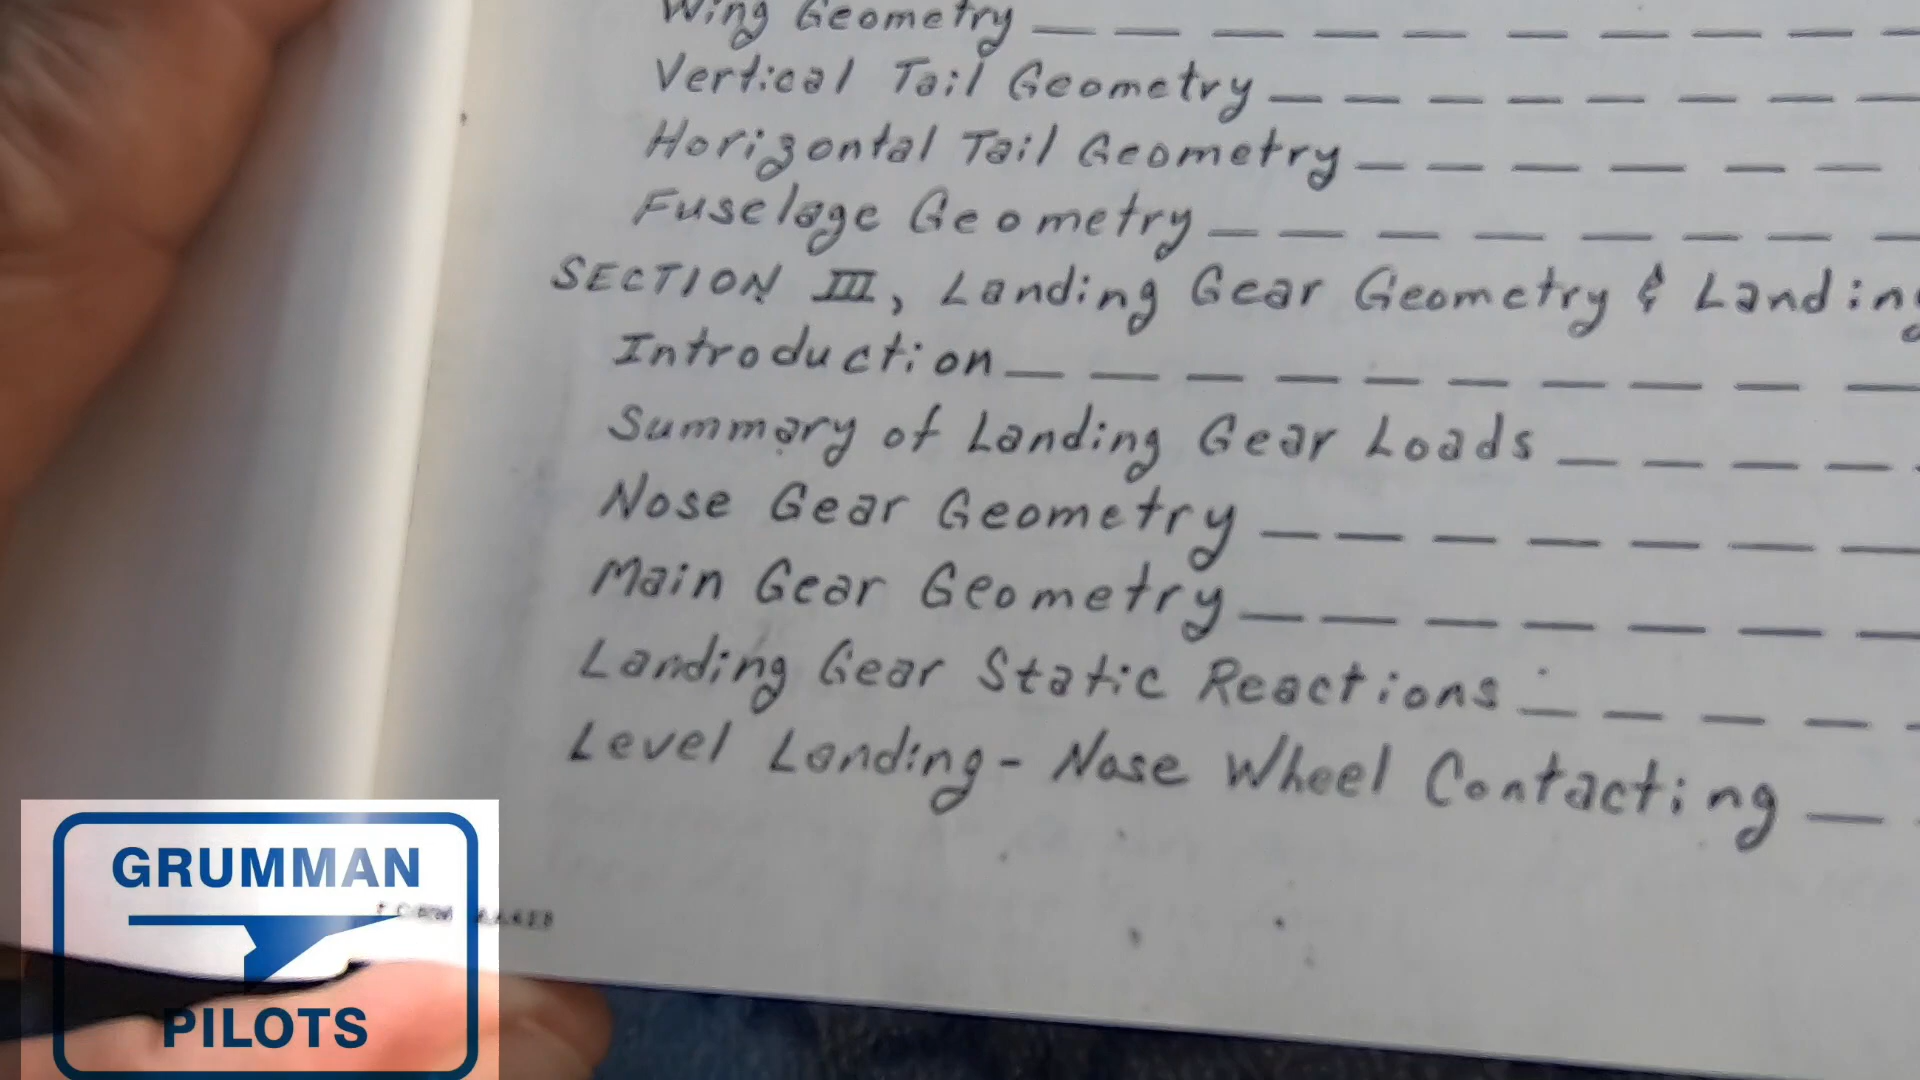 Wing Geometry
Vertical Tail Geometry
Horizontal Tail Geometry
Fuselage Geometry
SECTION III, Landing Gear Geometry & Landing
Introduction
Summary of Landing Gear Loads
Nose Gear Geometry
Main Gear Geometry
Landing Gear Static Reactions
Level Landing - Nose Wheel Contacting
GRUMMAN
PILOTS